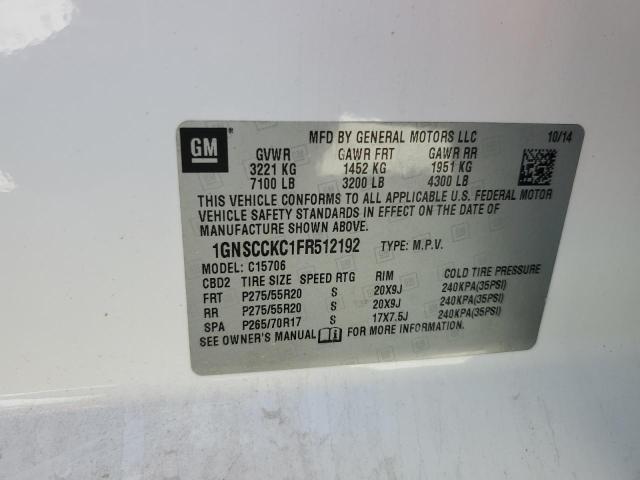 GM
MFD BY GENERAL MOTORS LLC 10/14
GVWR GAWR FRT GAWR RR
3221 KG 1452 KG 1951 KG
7100 LB 3200 LB 4300 LB
THIS VEHICLE CONFORMS TO ALL APPLICABLE U.S. FEDERAL MOTOR
VEHICLE SAFETY STANDARDS IN EFFECT ON THE DATE OF
MANUFACTURE SHOWN ABOVE.
1GNSCCKC1FR512192 TYPE: M.P.V.
MODEL: C15706
CBD2 TIRE SIZE SPEED RTG RIM COLD TIRE PRESSURE
FRT P275/55R20 S 20X9J 240KPA(35PSI)
RR P275/55R20 S 20X9J 240KPA(35PSI)
SPA P265/70R17 S 17X7.5J 240KPA(35PSI)
SEE OWNER'S MANUAL FOR MORE INFORMATION.